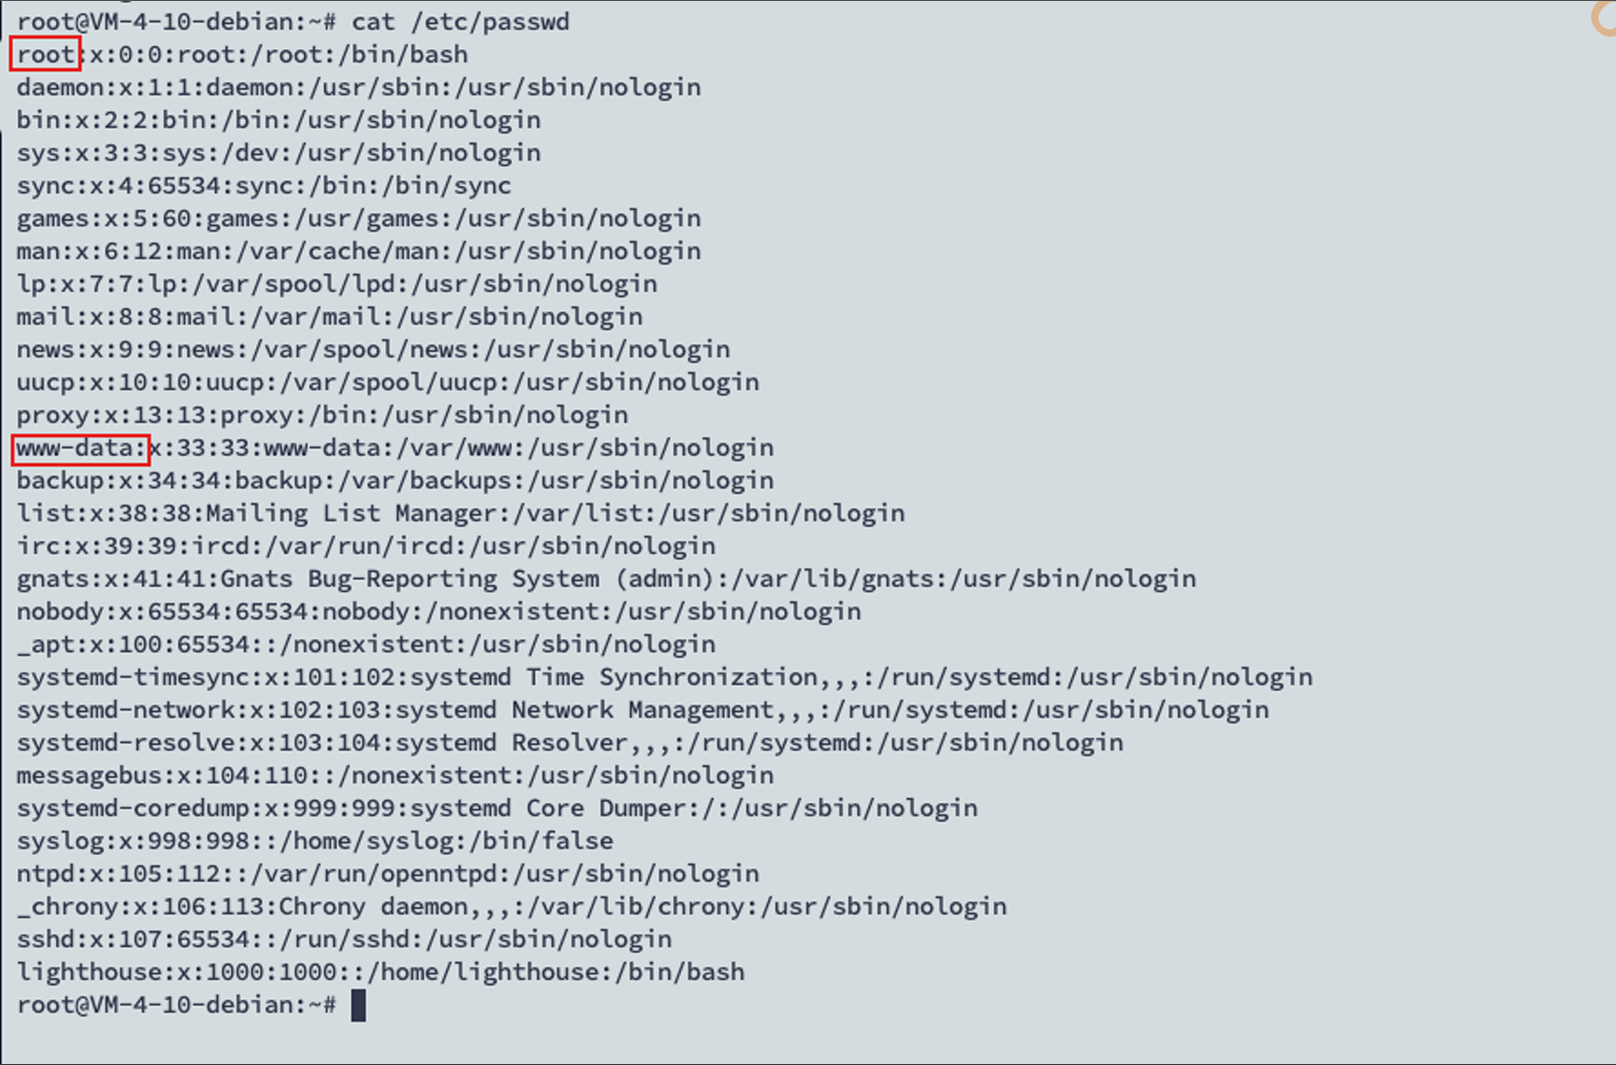 root@VM-4-10-debian:~# cat /etc/passwd
root:x:0:0:root:/root:/bin/bash
daemon:x:1:1:daemon:/usr/sbin:/usr/sbin/nologin
bin:x:2:2:bin:/bin:/usr/sbin/nologin
sys:x:3:3:sys:/dev:/usr/sbin/nologin
sync:x:4:65534:sync:/bin:/bin/sync
games:x:5:60:games:/usr/games:/usr/sbin/nologin
man:x:6:12:man:/var/cache/man:/usr/sbin/nologin
lp:x:7:7:lp:/var/spool/lpd:/usr/sbin/nologin
mail:x:8:8:mail:/var/mail:/usr/sbin/nologin
news:x:9:9:news:/var/spool/news:/usr/sbin/nologin
uucp:x:10:10:uucp:/var/spool/uucp:/usr/sbin/nologin
proxy:x:13:13:proxy:/bin:/usr/sbin/nologin
www-data:x:33:33:www-data:/var/www:/usr/sbin/nologin
backup:x:34:34:backup:/var/backups:/usr/sbin/nologin
list:x:38:38:Mailing List Manager:/var/list:/usr/sbin/nologin
irc:x:39:39:ircd:/var/run/ircd:/usr/sbin/nologin
gnats:x:41:41:Gnats Bug-Reporting System (admin):/var/lib/gnats:/usr/sbin/nologin
nobody:x:65534:65534:nobody:/nonexistent:/usr/sbin/nologin
_apt:x:100:65534::/nonexistent:/usr/sbin/nologin
systemd-timesync:x:101:102:systemd Time Synchronization,,,:/run/systemd:/usr/sbin/nologin
systemd-network:x:102:103:systemd Network Management,,,:/run/systemd:/usr/sbin/nologin
systemd-resolve:x:103:104:systemd Resolver,,,:/run/systemd:/usr/sbin/nologin
messagebus:x:104:110::/nonexistent:/usr/sbin/nologin
systemd-coredump:x:999:999:systemd Core Dumper:/:/usr/sbin/nologin
syslog:x:998:998::/home/syslog:/bin/false
ntpd:x:105:112::/var/run/openntpd:/usr/sbin/nologin
_chrony:x:106:113:Chrony daemon,,,:/var/lib/chrony:/usr/sbin/nologin
sshd:x:107:65534::/run/sshd:/usr/sbin/nologin
lighthouse:x:1000:1000::/home/lighthouse:/bin/bash
root@VM-4-10-debian:~#